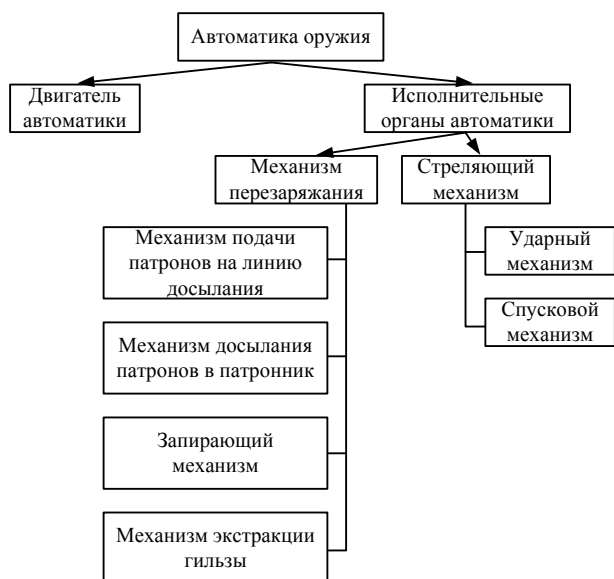 Автоматика оружия
Двигатель
автоматики
Исполнительные
органы автоматики
Механизм
перезаряжания
Стреляющий
механизм
Механизм подачи
патронов на линию
досылания
Ударный
механизм
Спусковой
механизм
Механизм досылания
патронов в патронник
Запирающий
механизм
Механизм экстракции
гильзы